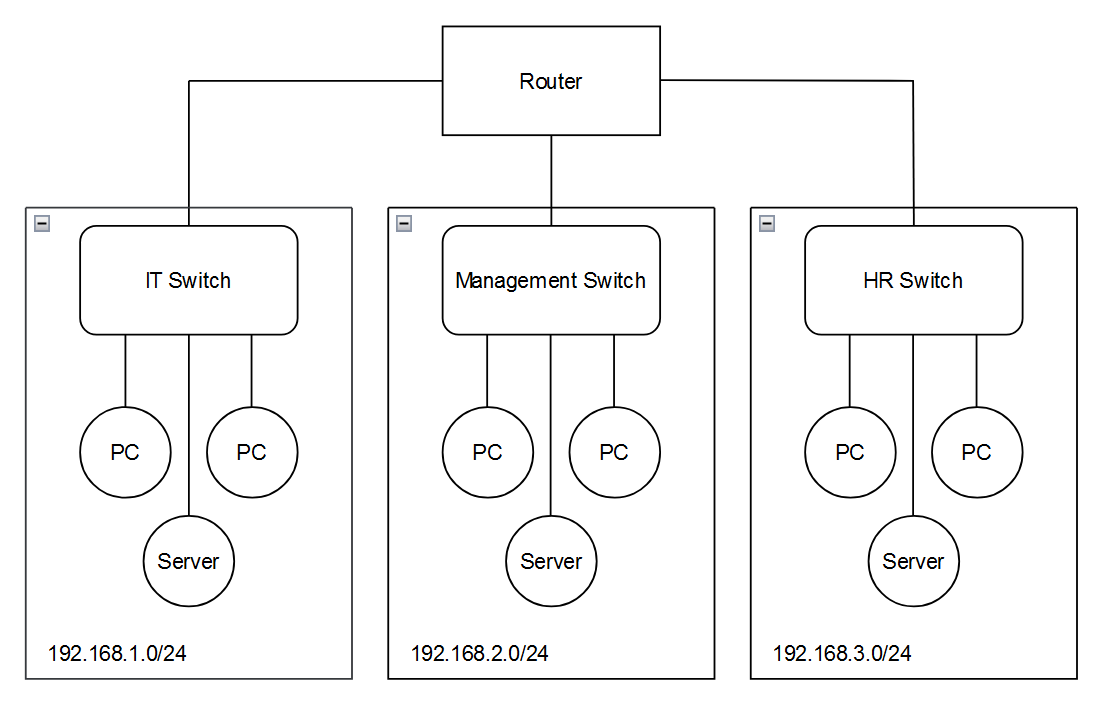 Router
IT Switch
Management Switch
HR Switch
PC
PC
PC
PC
PC
PC
Server
Server
Server
192.168.1.0/24
192.168.2.0/24
192.168.3.0/24